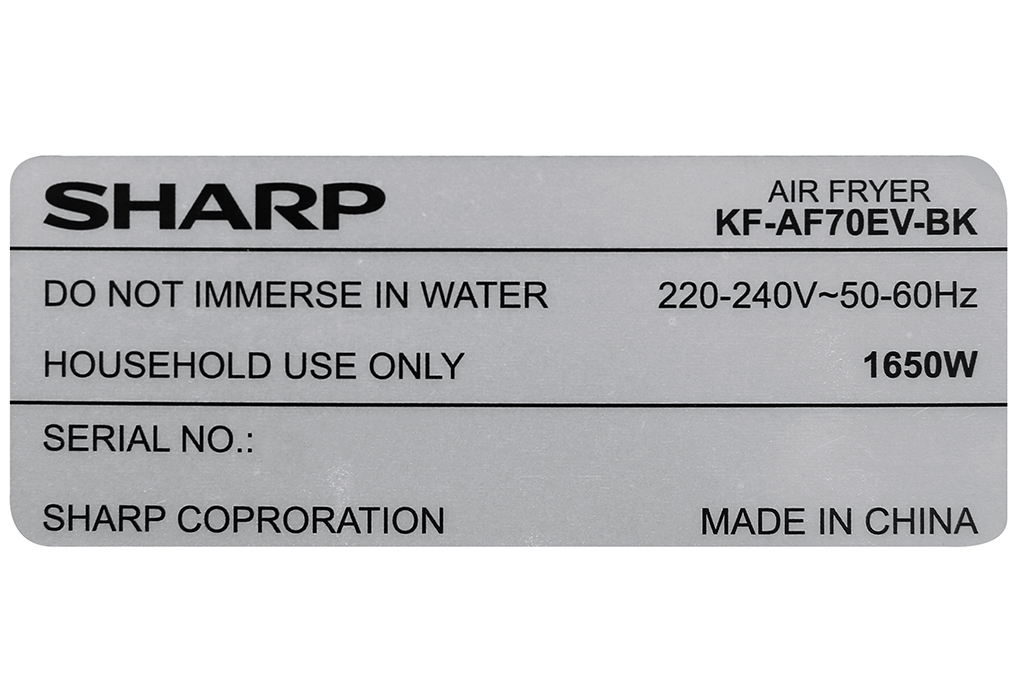 SHARP
AIR FRYER
KF-AF70EV-BK
DO NOT IMMERSE IN WATER
220-240V~50-60Hz
HOUSEHOLD USE ONLY
1650W
SERIAL NO.:
SHARP COPRORATION
MADE IN CHINA